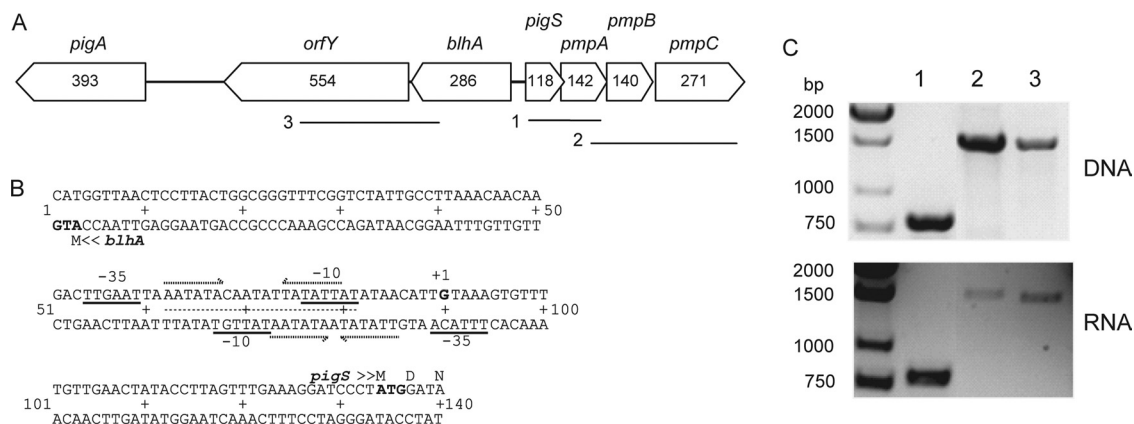 A
pigA orfY blhA pigS pmpA pmpB pmpC
393 554 286 118 142 140 271
3 1
2
B
CATGGTTAACTCCTTACTGGCGGGTTTCGGTCTATTGCCTTAAACAACAA
1 + + + + 50
GTACCAATTGAGGAATGACCGCCCAAAGCCAGATAACGGAATTTGTTGTT
M<< blhA
-35 -10 +1
GACTTGAATTAAATATACAATATTATATTATATAACATTGTAAAGTGTTT
51 + + + + 100
CTGAACTTAATTTATATGTTATAATATAATATATTGTAACATTTCACAAA
-10 -35
pigS >>M D N
TGTTGAACTATACCTTAGTTTGAAAGGATCCCTATGGATA
101 + + + 140
ACAACTTGATATGGAATCAAACTTTCCTAGGGATACCTAT
C
bp 1 2 3
2000
1500
1000
750
DNA
2000
1500
1000
750
RNA